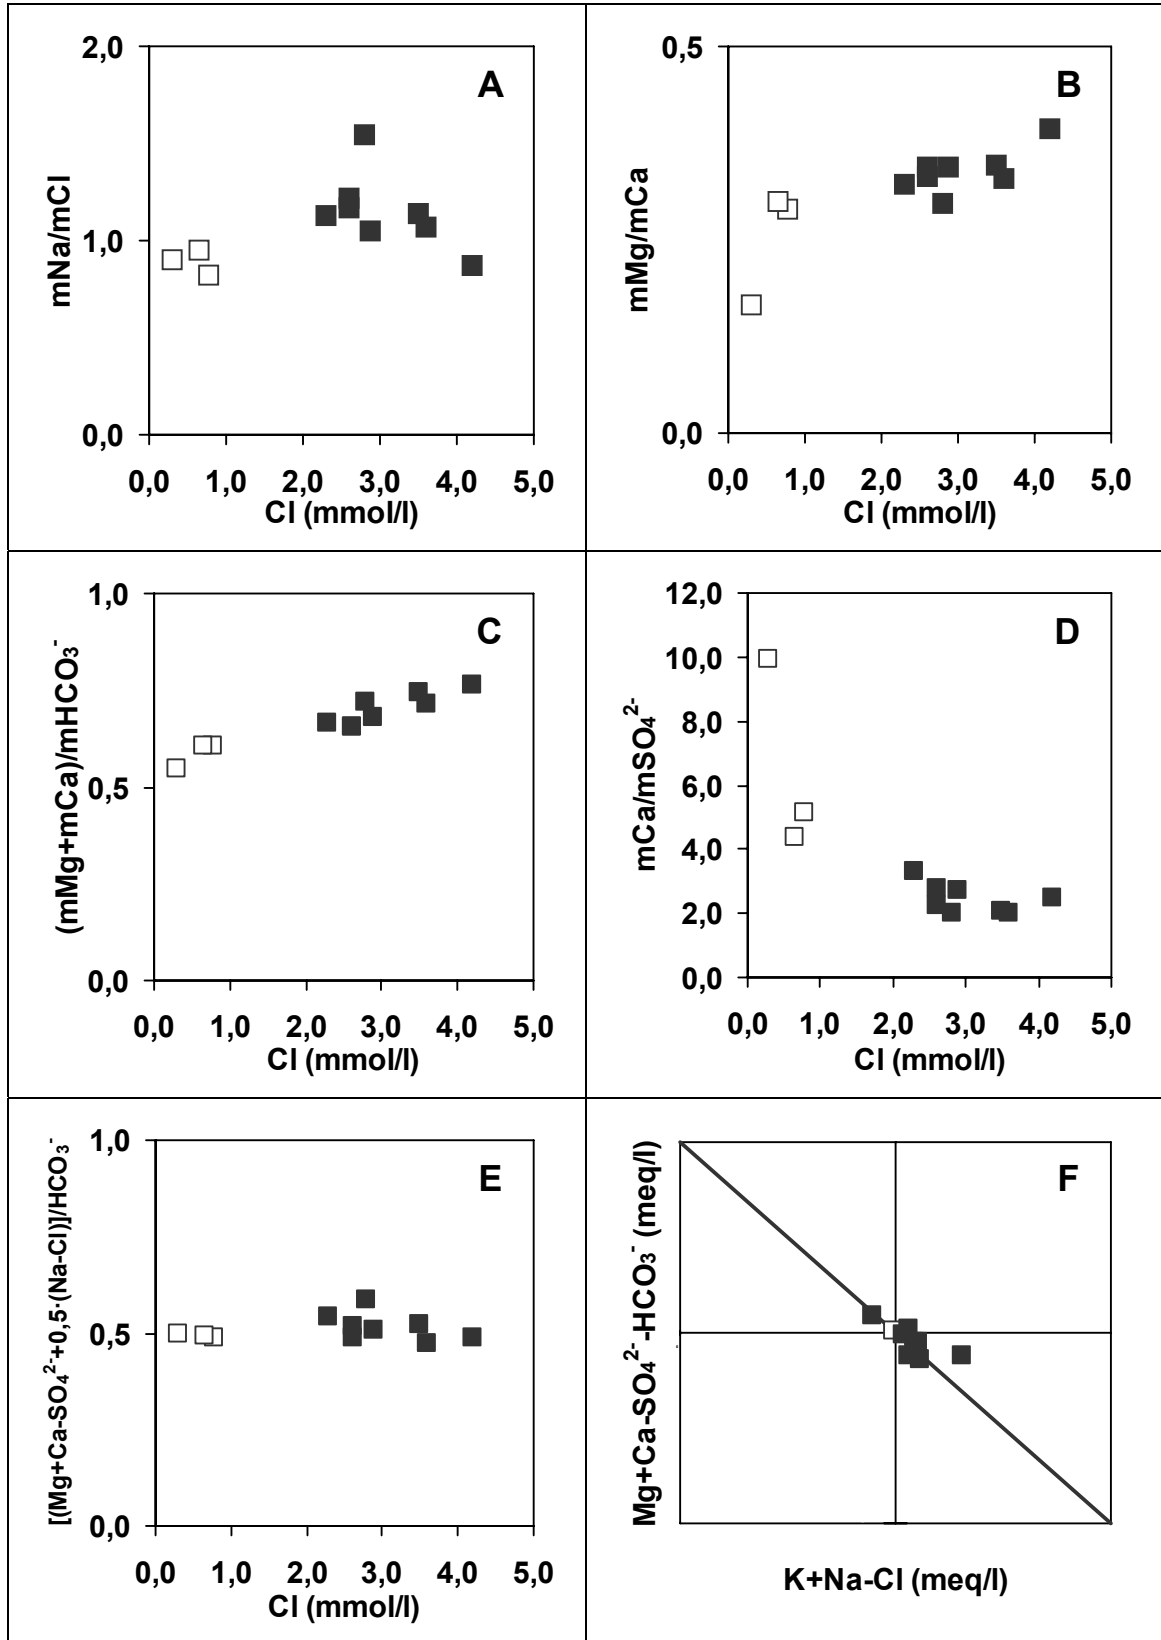 A
mNa/mCl
2,0
1,0
0,0
0,0 1,0 2,0 3,0 4,0 5,0
Cl (mmol/l)
B
mMg/mCa
0,5
0,0
0,0 1,0 2,0 3,0 4,0 5,0
Cl (mmol/l)
C
(mMg+mCa)/mHCO₃⁻
1,0
0,5
0,0
0,0 1,0 2,0 3,0 4,0 5,0
Cl (mmol/l)
D
mCa/mSO₄²⁻
12,0
10,0
8,0
6,0
4,0
2,0
0,0
0,0 1,0 2,0 3,0 4,0 5,0
Cl (mmol/l)
E
[(Mg+Ca-SO₄²⁻+0,5·(Na-Cl)]/HCO₃⁻
1,0
0,5
0,0
0,0 1,0 2,0 3,0 4,0 5,0
Cl (mmol/l)
F
Mg+Ca-SO₄²⁻-HCO₃⁻ (meq/l)
K+Na-Cl (meq/l)